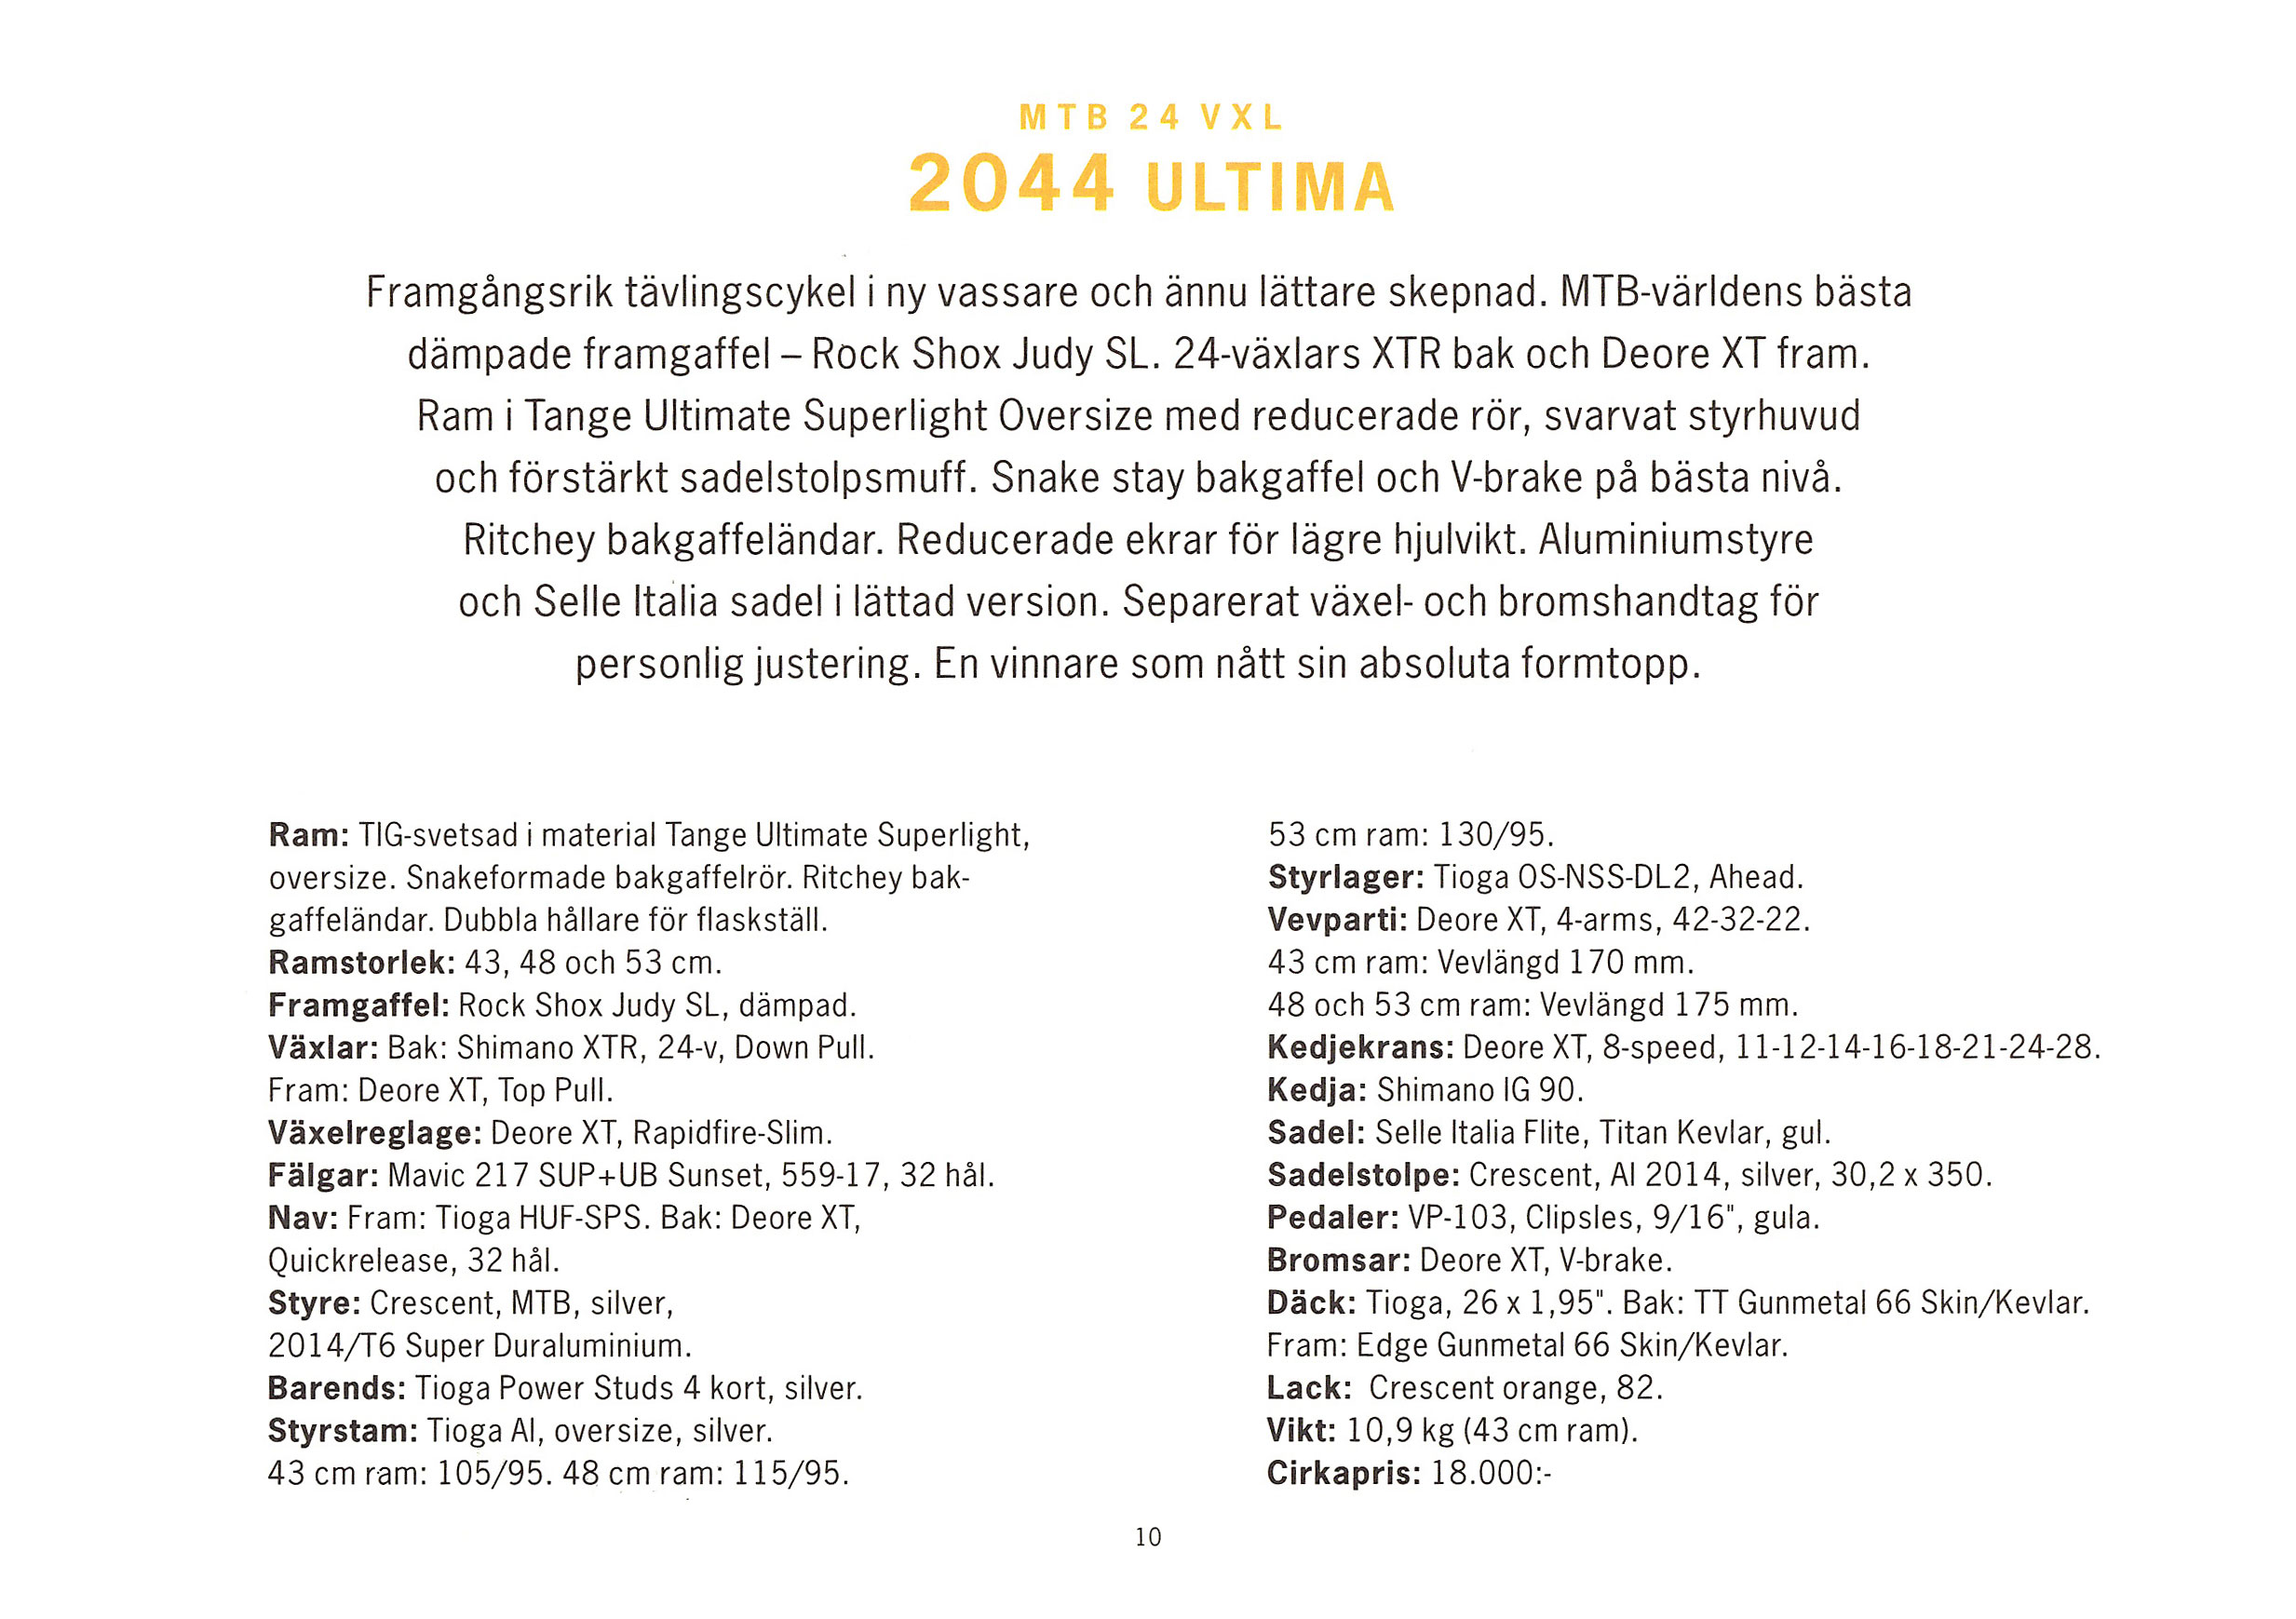 MTB 24 VXL
2044 ULTIMA
Framgångsrik tävlingscykel i ny vassare och ännu lättare skepnad. MTB-världens bästa
dämpade framgaffel – Rock Shox Judy SL. 24-växlars XTR bak och Deore XT fram.
Ram i Tange Ultimate Superlight Oversize med reducerade rör, svarvat styrhuvud
och förstärkt sadelstolpsmuff. Snake stay bakgaffel och V-brake på bästa nivå.
Ritchey bakgaffeländar. Reducerade ekrar för lägre hjulvikt. Aluminiumstyre
och Selle Italia sadel i lättad version. Separerat växel- och bromshandtag för
personlig justering. En vinnare som nått sin absoluta formtopp.
Ram: TIG-svetsad i material Tange Ultimate Superlight,
oversize. Snakeformade bakgaffelrör. Ritchey bak-
gaffeländar. Dubbla hållare för flaskställ.
Ramstorlek: 43, 48 och 53 cm.
Framgaffel: Rock Shox Judy SL, dämpad.
Växlar: Bak: Shimano XTR, 24-v, Down Pull.
Fram: Deore XT, Top Pull.
Växelreglage: Deore XT, Rapidfire-Slim.
Fälgar: Mavic 217 SUP+UB Sunset, 559-17, 32 hål.
Nav: Fram: Tioga HUF-SPS. Bak: Deore XT,
Quickrelease, 32 hål.
Styre: Crescent, MTB, silver,
2014/T6 Super Duraluminium.
Barends: Tioga Power Studs 4 kort, silver.
Styrstam: Tioga Al, oversize, silver.
43 cm ram: 105/95. 48 cm ram: 115/95.
53 cm ram: 130/95.
Styrlager: Tioga OS-NSS-DL2, Ahead.
Vevparti: Deore XT, 4-arms, 42-32-22.
43 cm ram: Vevlängd 170 mm.
48 och 53 cm ram: Vevlängd 175 mm.
Kedjekrans: Deore XT, 8-speed, 11-12-14-16-18-21-24-28.
Kedja: Shimano IG 90.
Sadel: Selle Italia Flite, Titan Kevlar, gul.
Sadelstolpe: Crescent, Al 2014, silver, 30,2 x 350.
Pedaler: VP-103, Clipsles, 9/16", gula.
Bromsar: Deore XT, V-brake.
Däck: Tioga, 26 x 1,95". Bak: TT Gunmetal 66 Skin/Kevlar.
Fram: Edge Gunmetal 66 Skin/Kevlar.
Lack: Crescent orange, 82.
Vikt: 10,9 kg (43 cm ram).
Cirkapris: 18.000:-
10